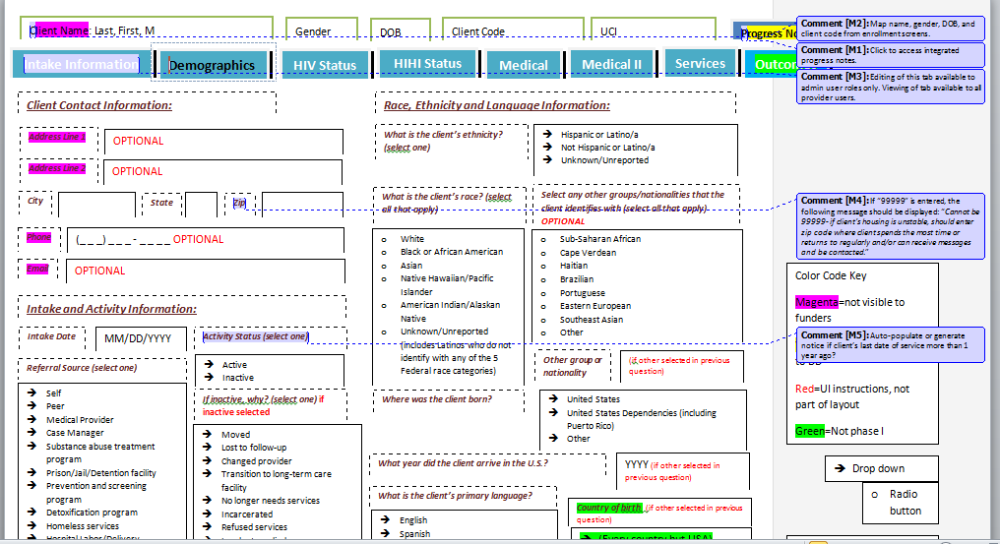 Client Name: Last, First, M
Gender
DOB
Client Code
UCI
Progress No
Intake Information
Demographics
HIV Status
HIHI Status
Medical
Medical II
Services
Outcom
Client Contact Information:
Address Line 1
OPTIONAL
Address Line 2
OPTIONAL
City
State
Zip
Phone
(_ _ _) _ _ _ - _ _ _ _ OPTIONAL
Email
OPTIONAL
Intake and Activity Information:
Intake Date
MM/DD/YYYY
Activity Status (select one)
Active
Inactive
Referral Source (select one)
Self
Peer
Medical Provider
Case Manager
Substance abuse treatment
program
Prison/Jail/Detention facility
Prevention and screening
program
Detoxification program
Homeless services
Hospital Labor/Delivery
If inactive, why? (select one) if
inactive selected
Moved
Lost to follow-up
Changed provider
Transition to long-term care
facility
No longer needs services
Incarcerated
Refused services
Race, Ethnicity and Language Information:
What is the client's ethnicity?
(select one)
Hispanic or Latino/a
Not Hispanic or Latino/a
Unknown/Unreported
What is the client's race? (select
all that apply)
White
Black or African American
Asian
Native Hawaiian/Pacific
Islander
American Indian/Alaskan
Native
Unknown/Unreported
(includes Latinos who do not
identify with any of the 5
Federal race categories)
Select any other groups/nationalities that the
client identifies with (select all that apply)
OPTIONAL
Sub-Saharan African
Cape Verdean
Haitian
Brazilian
Portuguese
Eastern European
Southeast Asian
Other
Other group or
nationality
(if other selected in previous
question)
Where was the client born?
United States
United States Dependencies (including
Puerto Rico)
Other
What year did the client arrive in the U.S.?
YYYY (if other selected in
previous question)
What is the client's primary language?
English
Spanish
Country of birth (if other selected in previous
question)
(Every country but USA)
Comment [M2]: Map name, gender, DOB, and
client code from enrollment screens.
Comment [M1]: Click to access integrated
progress notes.
Comment [M3]: Editing of this tab available to
admin user roles only. Viewing of tab available to all
provider users.
Comment [M4]: If "99999" is entered, the
following message should be displayed: "Cannot be
99999- if client's housing is unstable, should enter
zip code where client spends the most time or
returns to regularly and/or can receive messages
and be contacted."
Color Code Key
Magenta=not visible to
funders
Comment [M5]: Auto-populate or generate
notice if client's last date of service more than 1
year ago?
Red=UI instructions, not
part of layout
Green=Not phase I
Drop down
Radio
button